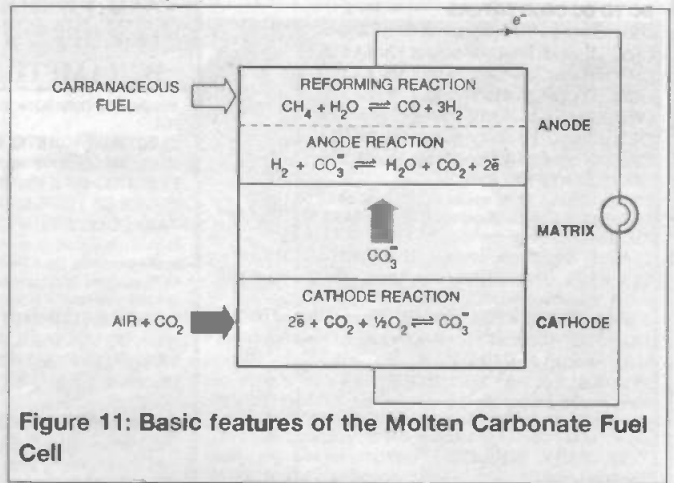 e⁻
CARBANACEOUS
FUEL
REFORMING REACTION
CH₄ + H₂O ⇌ CO + 3H₂
ANODE
ANODE REACTION
H₂ + CO₃⁼ ⇌ H₂O + CO₂ + 2ē
MATRIX
CO₃⁼
CATHODE REACTION
AIR + CO₂
2ē + CO₂ + ½O₂ ⇌ CO₃⁼
CATHODE
Figure 11: Basic features of the Molten Carbonate Fuel
Cell